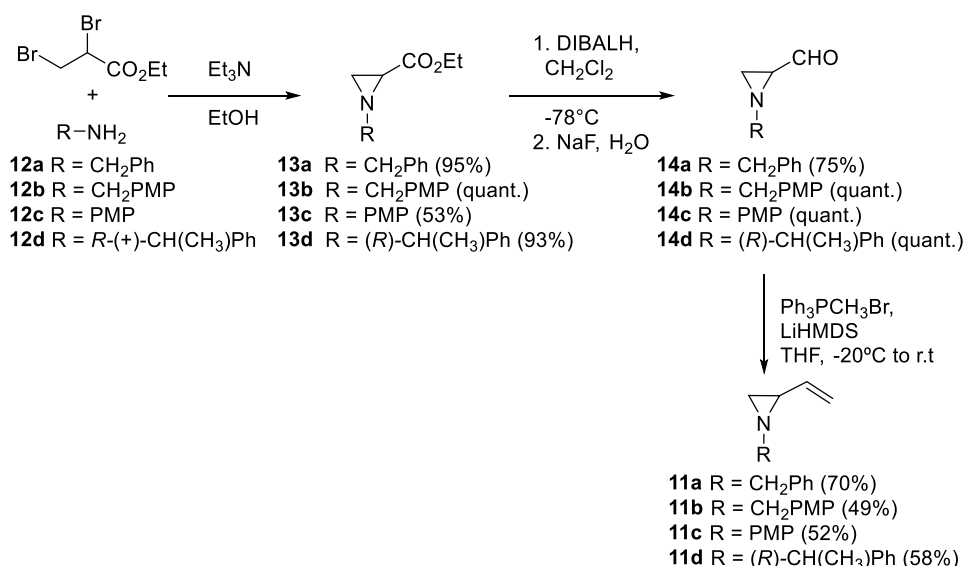 Br
Br
CO₂Et
+
R–NH₂
12a R = CH₂Ph
12b R = CH₂PMP
12c R = PMP
12d R = R-(+)-CH(CH₃)Ph
Et₃N
EtOH
CO₂Et
N
R
13a R = CH₂Ph (95%)
13b R = CH₂PMP (quant.)
13c R = PMP (53%)
13d R = (R)-CH(CH₃)Ph (93%)
1. DIBALH,
CH₂Cl₂
-78°C
2. NaF, H₂O
CHO
N
R
14a R = CH₂Ph (75%)
14b R = CH₂PMP (quant.)
14c R = PMP (quant.)
14d R = (R)-CH(CH₃)Ph (quant.)
Ph₃PCH₃Br,
LiHMDS
THF, -20ºC to r.t
N
R
11a R = CH₂Ph (70%)
11b R = CH₂PMP (49%)
11c R = PMP (52%)
11d R = (R)-CH(CH₃)Ph (58%)